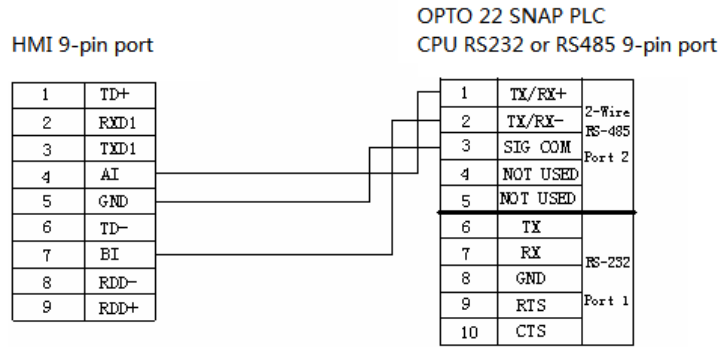 OPTO 22 SNAP PLC
HMI 9-pin port
CPU RS232 or RS485 9-pin port
1 TD+
2 RXD1
3 TXD1
4 AI
5 GND
6 TD-
7 BI
8 RDD-
9 RDD+
1 TX/RX+
2 TX/RX-
3 SIG COM
4 NOT USED
5 NOT USED
2-Wire
RS-485
Port 2
6 TX
7 RX
8 GND
9 RTS
10 CTS
RS-232
Port 1